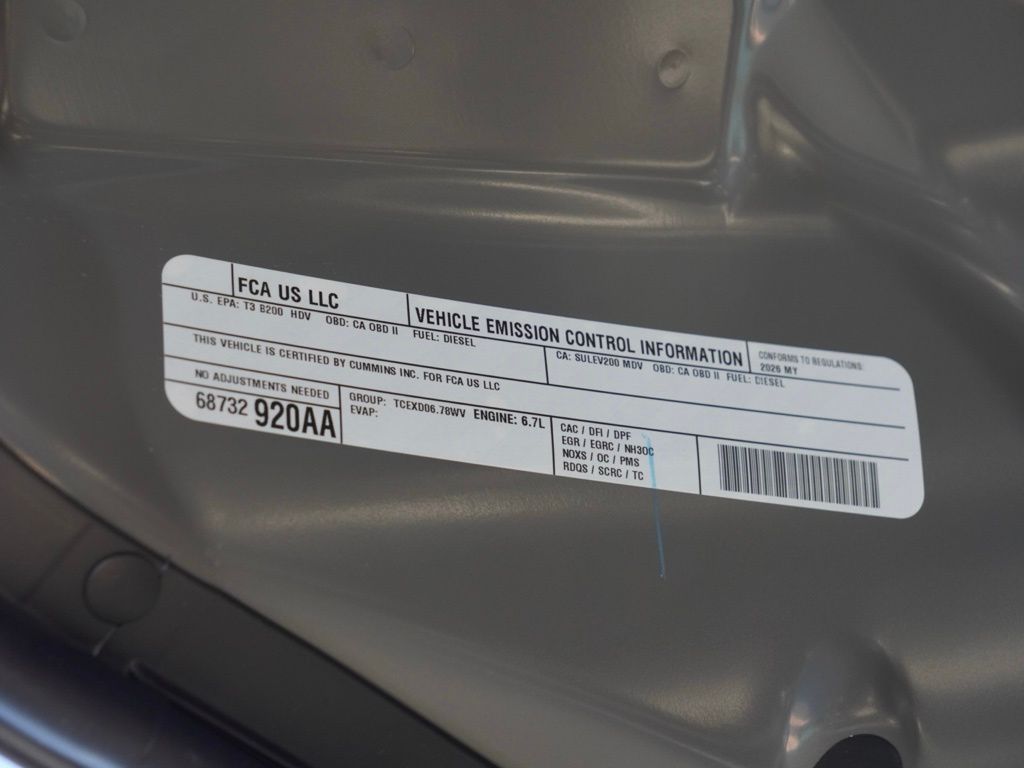 FCA US LLC
VEHICLE EMISSION CONTROL INFORMATION
CONFORMS TO REGULATIONS:
2026 MY
U.S. EPA: T3 B200 HDV OBD: CA OBD II FUEL: DIESEL
CA: SULEV200 MDV OBD: CA OBD II FUEL: DIESEL
THIS VEHICLE IS CERTIFIED BY CUMMINS INC. FOR FCA US LLC
NO ADJUSTMENTS NEEDED
68732 920AA
GROUP: TCEXD06.78WV ENGINE: 6.7L
EVAP:
CAC / DFI / DPF
EGR / EGRC / NH3OC
NOXS / OC / PMS
RDQS / SCRC / TC